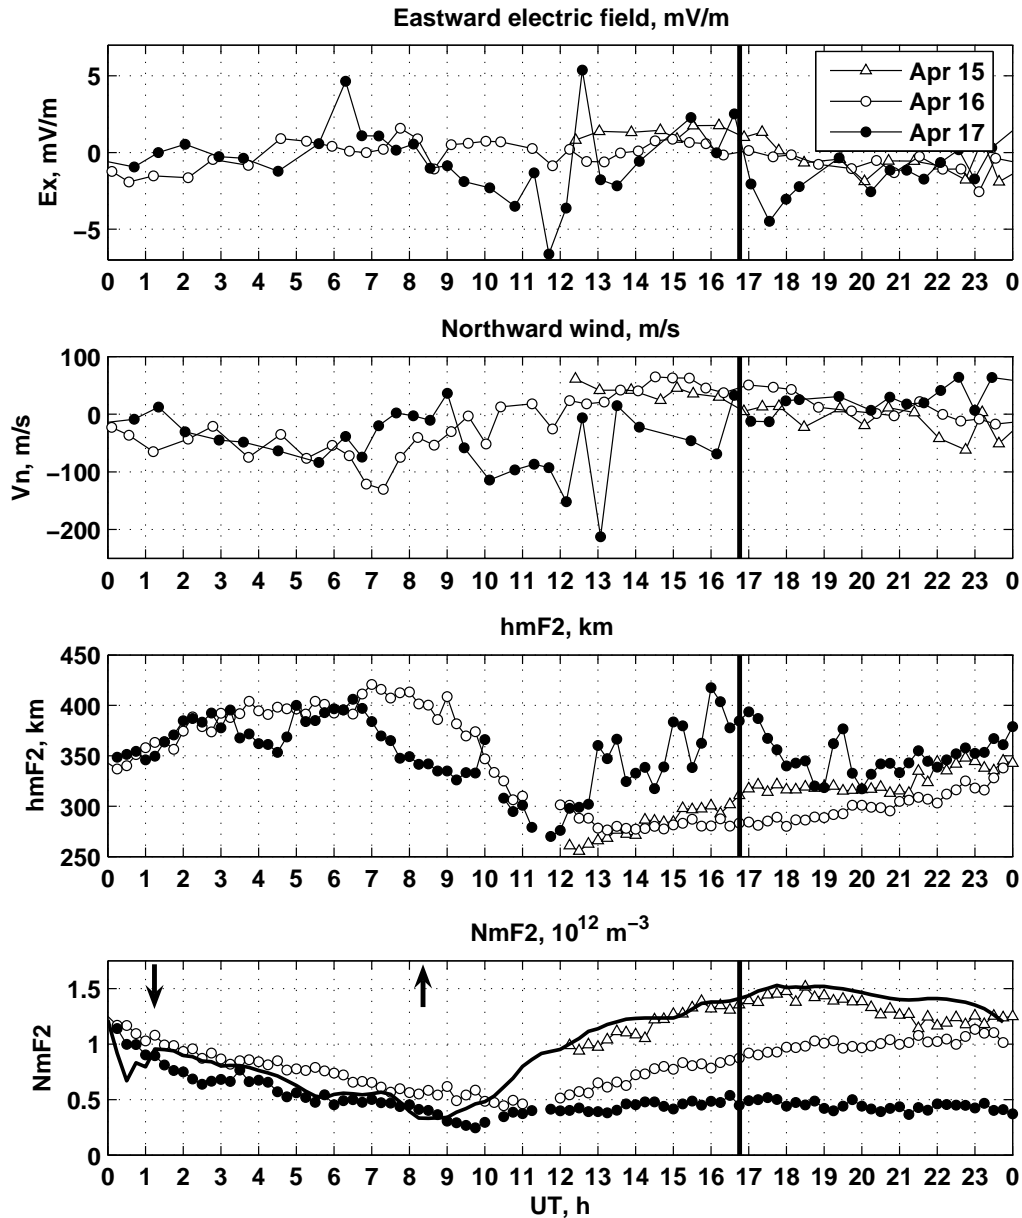 Eastward electric field, mV/m
Ex, mV/m
5
0
−5
Apr 15
Apr 16
Apr 17
0 1 2 3 4 5 6 7 8 9 10 11 12 13 14 15 16 17 18 19 20 21 22 23 0
Northward wind, m/s
Vn, m/s
100
0
−100
−200
0 1 2 3 4 5 6 7 8 9 10 11 12 13 14 15 16 17 18 19 20 21 22 23 0
hmF2, km
hmF2, km
450
400
350
300
250
0 1 2 3 4 5 6 7 8 9 10 11 12 13 14 15 16 17 18 19 20 21 22 23 0
NmF2, 10¹² m⁻³
NmF2
1.5
1
0.5
0
0 1 2 3 4 5 6 7 8 9 10 11 12 13 14 15 16 17 18 19 20 21 22 23 0
UT, h